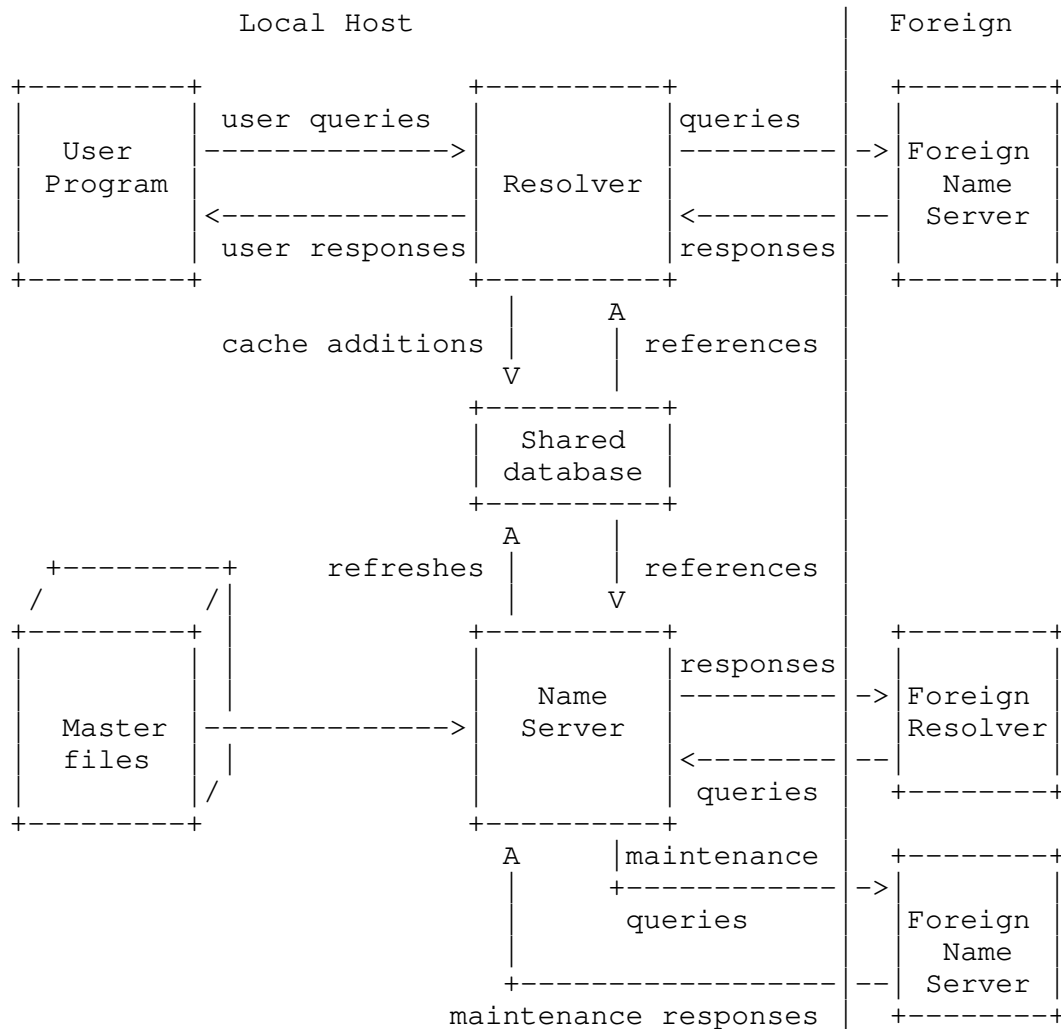 Local Host | Foreign
|
+---------+ +----------+ | +--------+
| | user queries | |queries | | |
| User |-------------->| |---------|->|Foreign |
| Program | | Resolver | | | Name |
| |<--------------| |<--------|--| Server |
| | user responses| |responses| | |
+---------+ +----------+ | +--------+
| A |
cache additions | | references |
V | |
+----------+ |
| Shared | |
| database | |
+----------+ |
A | |
+---------+ refreshes | | references |
/ /| | V |
+---------+ | +----------+ | +--------+
| | | | |responses| | |
| | | | Name |---------|->|Foreign |
| Master |-------------->| Server | | |Resolver|
| files | | | |<--------|--| |
| |/ | | queries | +--------+
+---------+ +----------+ |
A |maintenance | +--------+
| +------------|->| |
| queries | |Foreign |
| | | Name |
+------------------|--| Server |
maintenance responses | +--------+